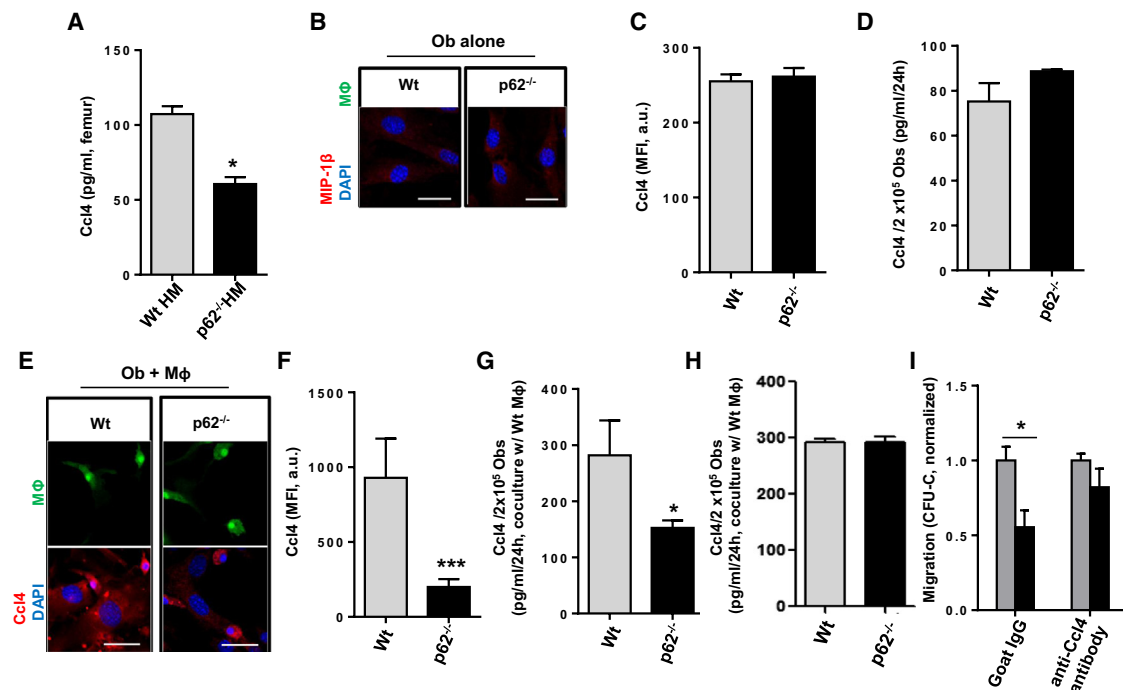 A
Ccl4 (pg/ml, femur)
150
100
50
0
*
Wt HM
p62-/-HM
B
Ob alone
Wt
p62-/-
MΦ
MIP-1β
DAPI
C
Ccl4 (MFI, a.u.)
300
200
100
0
Wt
p62-/-
D
Ccl4 /2 x10⁵ Obs (pg/ml/24h)
100
80
60
40
20
0
Wt
p62-/-
E
Ob + Mϕ
Wt
p62-/-
MΦ
Ccl4
DAPI
F
Ccl4 (MFI, a.u.)
1500
1000
500
0
***
Wt
p62-/-
G
Ccl4 /2x10⁵ Obs
(pg/ml/24h, coculture w/ Wt Mϕ)
400
300
200
100
0
*
Wt
p62-/-
H
Ccl4/2 x10⁵ Obs
(pg/ml/24h, coculture w/ Wt Mϕ)
400
300
200
100
0
Wt
p62-/-
I
Migration (CFU-C, normalized)
1.5
1.0
0.5
0.0
*
Goat IgG
anti-Ccl4
antibody